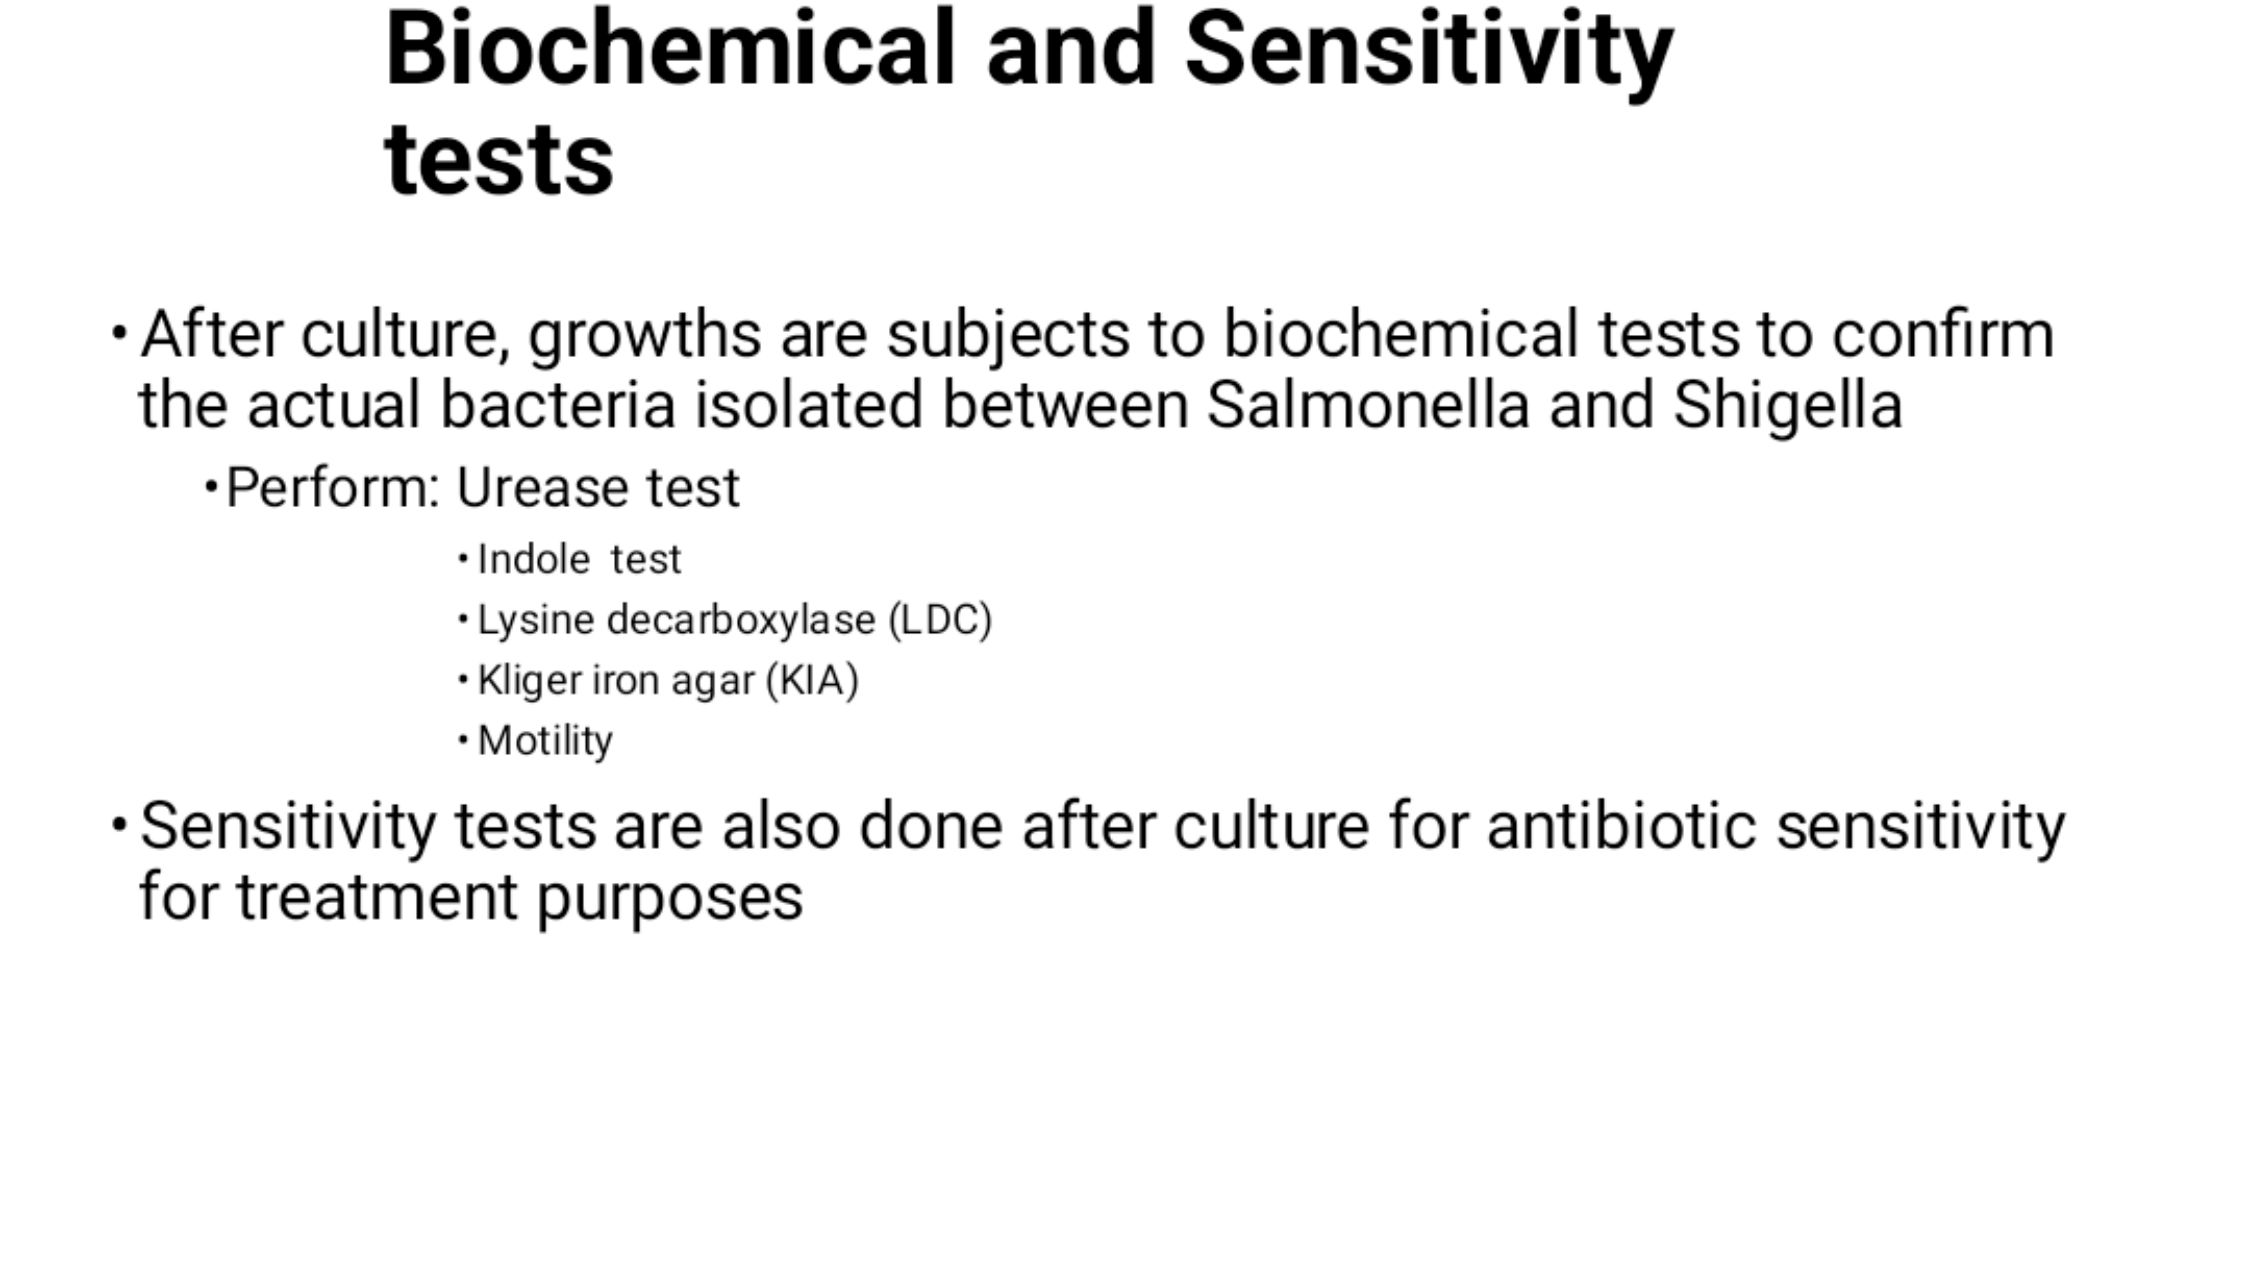 Biochemical and Sensitivity
tests
• After culture, growths are subjects to biochemical tests to confirm
the actual bacteria isolated between Salmonella and Shigella
• Perform: Urease test
• Indole test
• Lysine decarboxylase (LDC)
• Kliger iron agar (KIA)
• Motility
• Sensitivity tests are also done after culture for antibiotic sensitivity
for treatment purposes